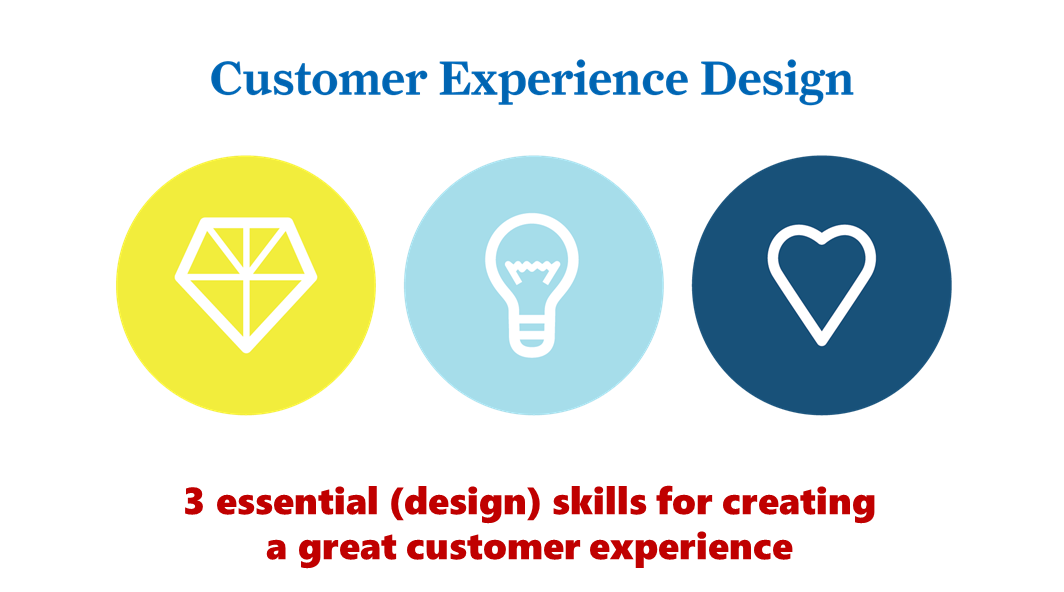 Customer Experience Design
3 essential (design) skills for creating
a great customer experience